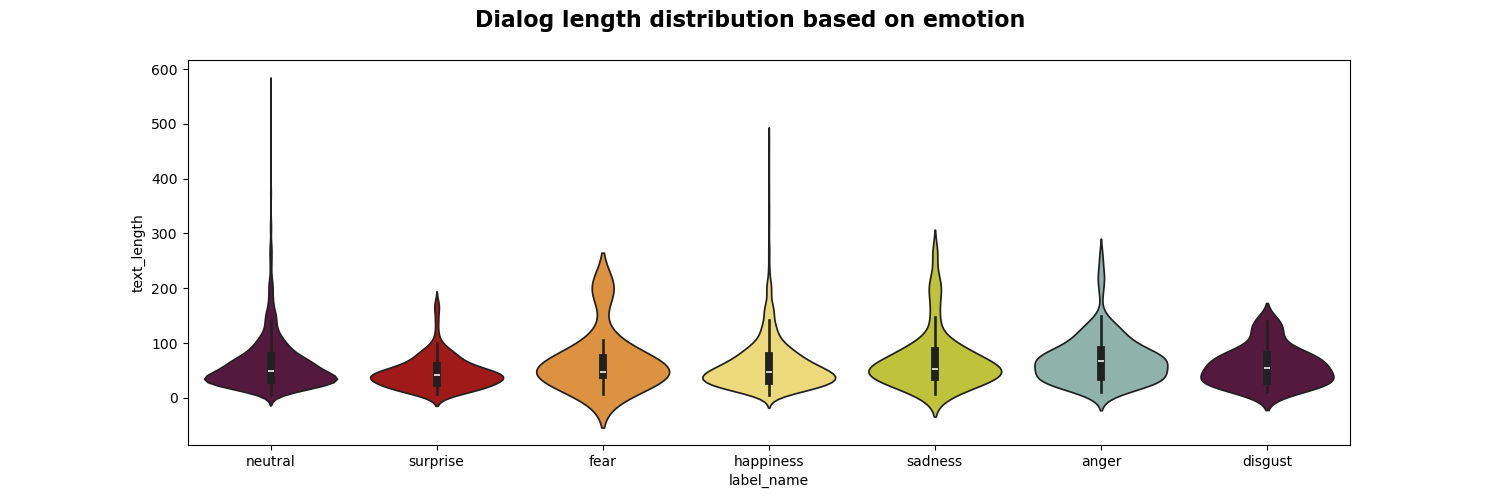 Dialog length distribution based on emotion
text_length
600
500
400
300
200
100
0
neutral surprise fear happiness sadness anger disgust
label_name